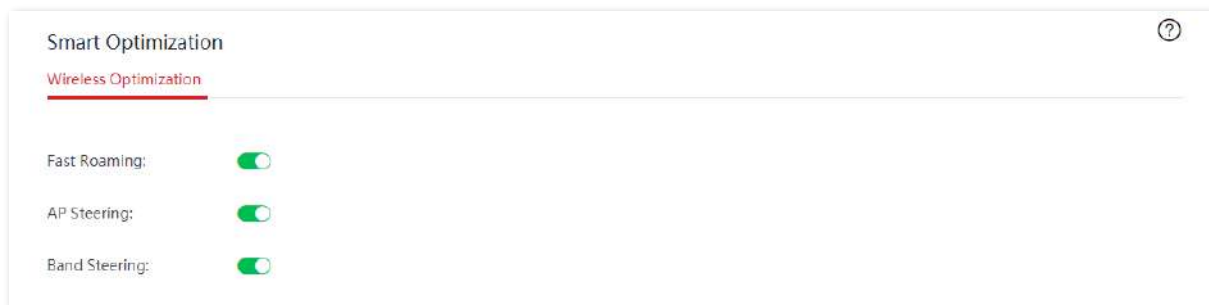 Smart Optimization
Wireless Optimization
Fast Roaming:
AP Steering:
Band Steering: